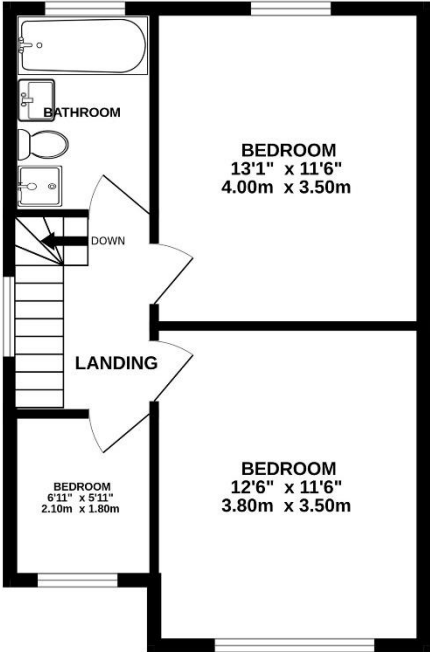 BATHROOM
BEDROOM
13'1" x 11'6"
4.00m x 3.50m
DOWN
LANDING
BEDROOM
6'11" x 5'11"
2.10m x 1.80m
BEDROOM
12'6" x 11'6"
3.80m x 3.50m